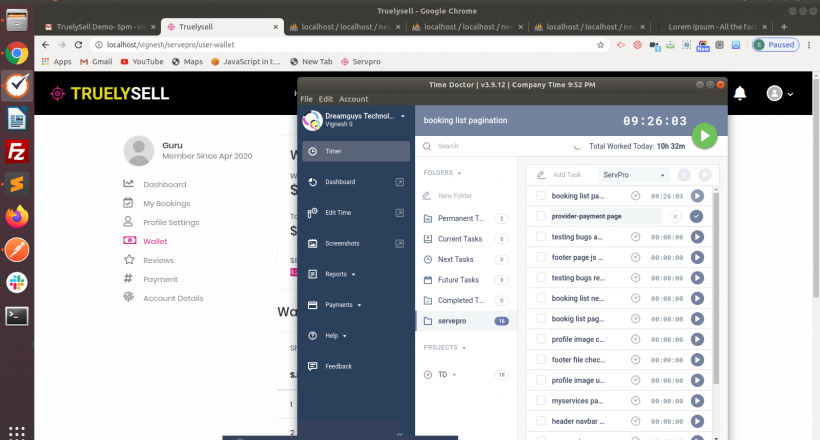 Truelysell - Google Chrome
TruelySell Demo- 5pm - vi
Truelysell
localhost / localhost / new
localhost / localhost / nev
localhost / localhost / new
Lorem Ipsum - All the fac
localhost/vignesh/servepro/user-wallet
New
S
Paused
Apps
Gmail
YouTube
Maps
JavaScript in t...
New Tab
Servpro
TRUELYSELL
H
Guru
Member Since Apr 2020
Dashboard
My Bookings
Profile Settings
Wallet
Reviews
Payment
Account Details
W
$
$
Wa
Sh
S.
1
2
Time Doctor | v3.9.12 | Company Time 9:52 PM
File Edit Account
Dreamguys Technol...
Vignesh S
Timer
Dashboard
Edit Time
Screenshots
Reports
Payments
Help
Feedback
booking list pagination
09:26:03
Search
Total Worked Today: 10h 32m
FOLDERS
New Folder
Permanent T... 2
Current Tasks 0
Next Tasks 0
Future Tasks 0
Completed T... 0
servepro 16
PROJECTS
TD 18
Add Task
ServPro
booking list pa... 09:26:03
provider-payment page
testing bugs a... 00:00:00
footer page js ... 00:00:00
testing bugs re... 00:00:00
booking list ne... 00:00:00
bookig list pag... 00:00:00
profile image c... 00:00:00
footer file chec... 00:00:00
profile image u... 00:00:00
myservices pa... 00:00:00
header navbar ... 00:00:00